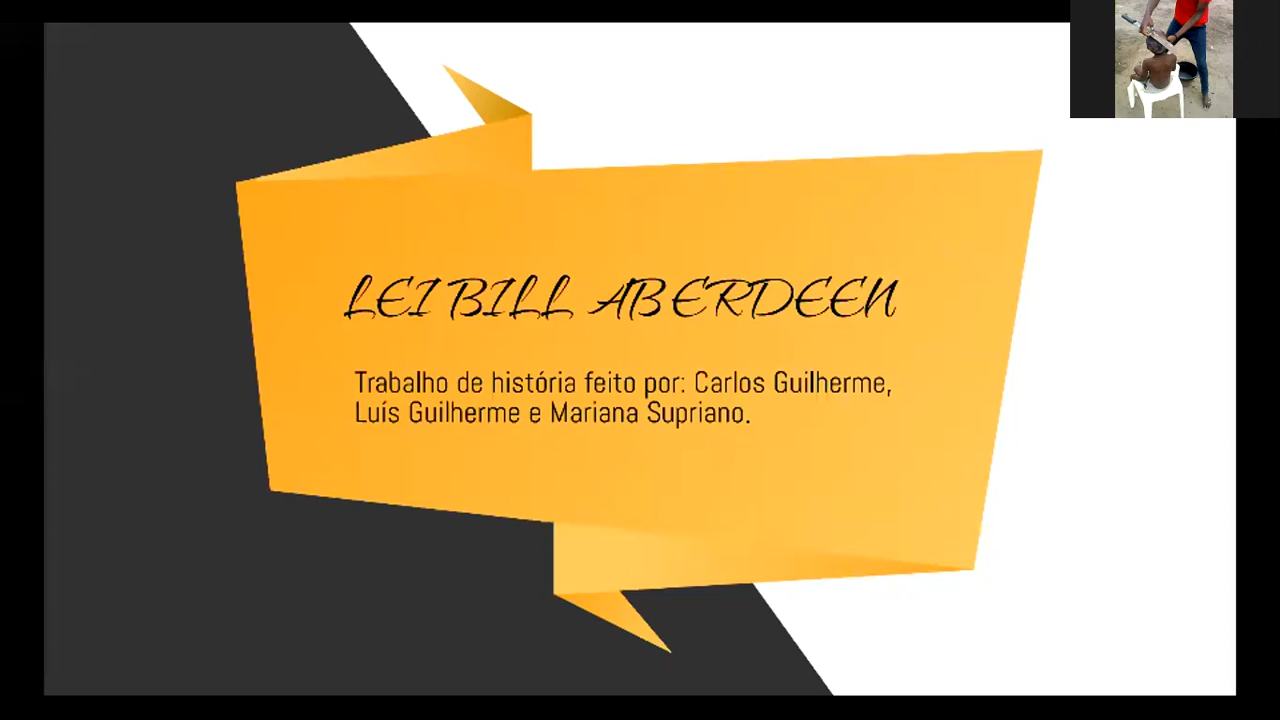 LEI BILL ABERDEEN
Trabalho de história feito por: Carlos Guilherme,
Luís Guilherme e Mariana Supriano.